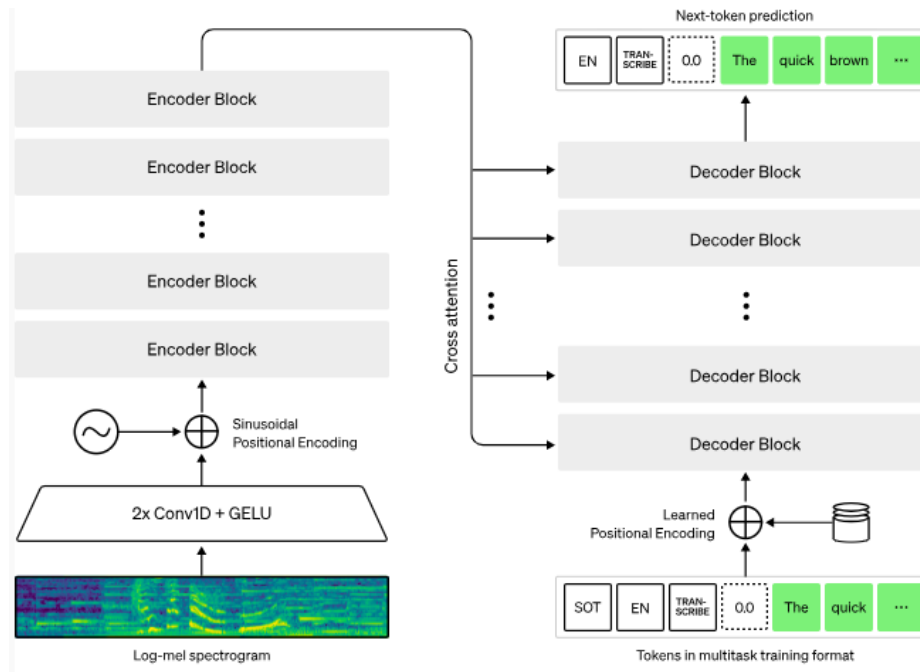 Next-token prediction
EN TRAN-
SCRIBE 0.0 The quick brown ...
Encoder Block
Encoder Block
Encoder Block
Encoder Block
Sinusoidal
Positional Encoding
2x Conv1D + GELU
Log-mel spectrogram
Cross attention
Decoder Block
Decoder Block
Decoder Block
Decoder Block
Learned
Positional Encoding
SOT EN TRAN-
SCRIBE 0.0 The quick ...
Tokens in multitask training format